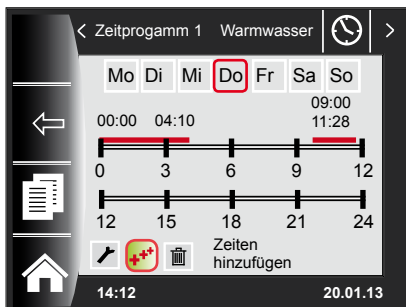 Zeitprogamm 1 Warmwasser
Mo Di Mi Do Fr Sa So
09:00
00:00 04:10 11:28
0 3 6 9 12
12 15 18 21 24
Zeiten
hinzufügen
14:12 20.01.13